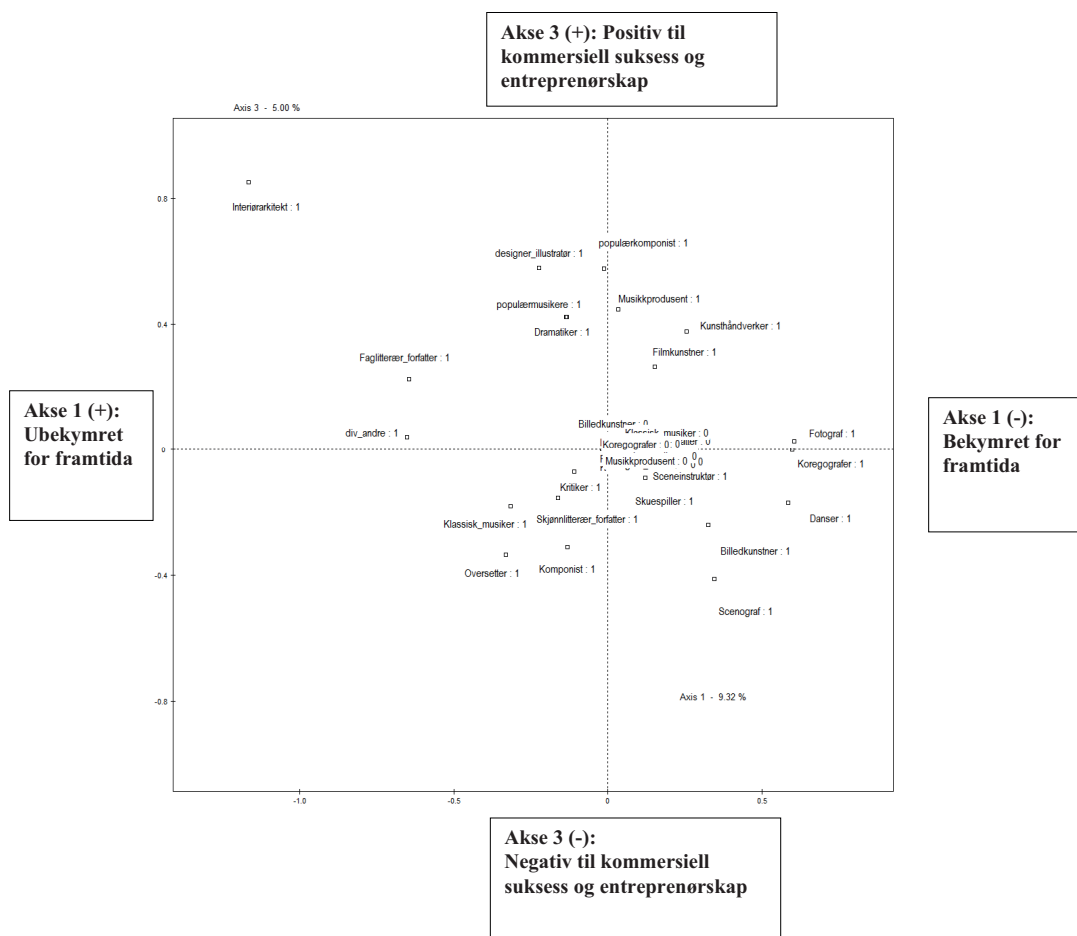 Akse 3 (+): Positiv til
kommersiell suksess og
entreprenørskap
Axis 3 - 5.00 %
0.8
Interiørarkitekt : 1
populærkomponist : 1
designer_illustratør : 1
Musikkprodusent : 1
populærmusikere : 1
Kunsthåndverker : 1
Dramatiker : 1
0.4
Filmkunstner : 1
Faglitterær_forfatter : 1
Akse 1 (+):
Ubekymret
for framtida
Akse 1 (-):
Bekymret for
framtida
Billedkunstner : 0
div_andre : 1
Klassisk_musiker : 0
Fotograf : 1
Koregografer : 0
0
Musikkprodusent : 0
Koregografer : 1
Sceneinstruktør : 1
Kritiker : 1
Skuespiller : 1
Klassisk_musiker : 1
Skjønnlitterær_forfatter : 1
Danser : 1
Billedkunstner : 1
-0.4
Oversetter : 1
Komponist : 1
Scenograf : 1
-0.8
Axis 1 - 9.32 %
-1.0
-0.5
0
0.5
Akse 3 (-):
Negativ til kommersiell
suksess og entreprenørskap